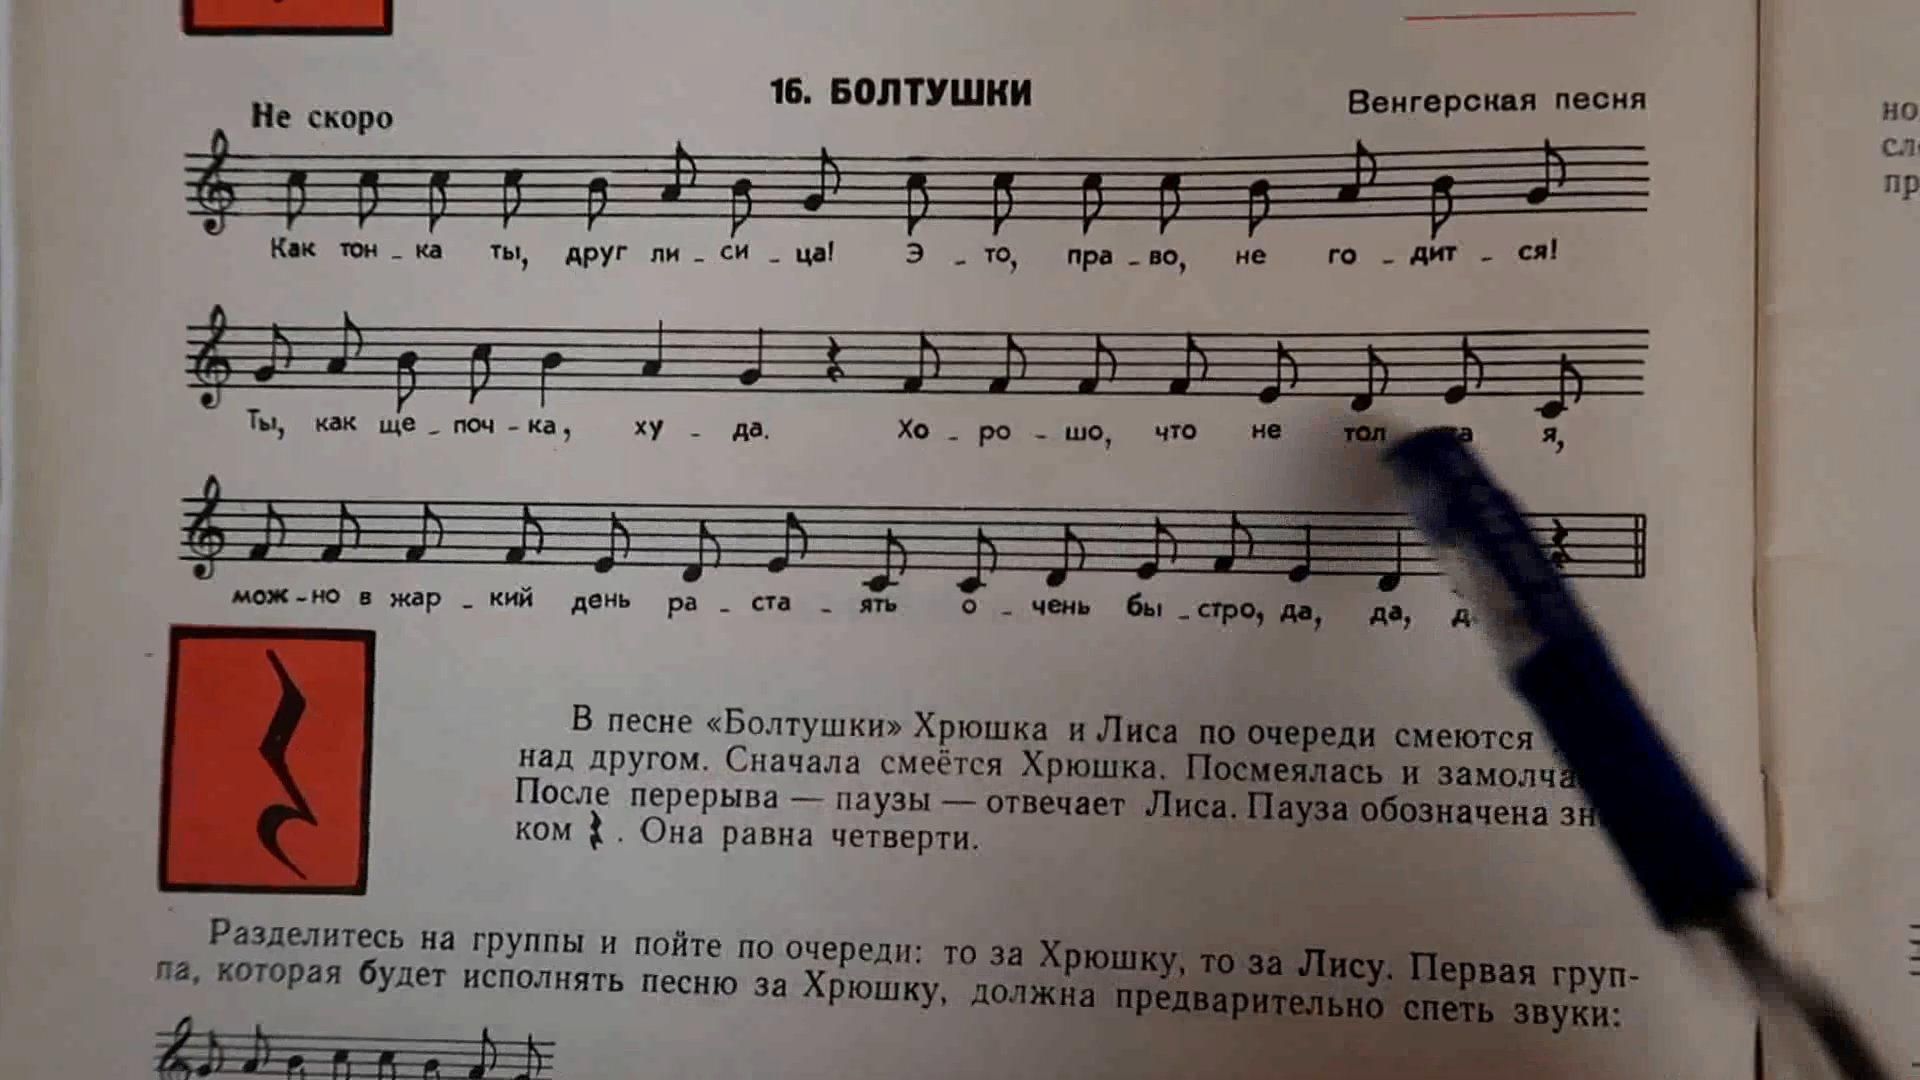 16. БОЛТУШКИ
Не скоро
Венгерская песня
Как тон - ка ты, друг ли - си - ца! Э - то, пра - во, не го - дит - ся!
Ты, как ще - поч - ка, ху - да. Хо - ро - шо, что не тол я,
мож - но в жар - кий день ра - ста - ять о - чень бы - стро, да, да,
В песне «Болтушки» Хрюшка и Лиса по очереди смеются
над другом. Сначала смеётся Хрюшка. Посмеялась и
После перерыва — паузы — отвечает Лиса. Пауза обозначена
ком . Она равна четверти.
Разделитесь на группы и пойте по очереди: то за Хрюшку, то за Лису. Первая груп-
па, которая будет исполнять песню за Хрюшку, должна предварительно спеть звуки:
но
пр